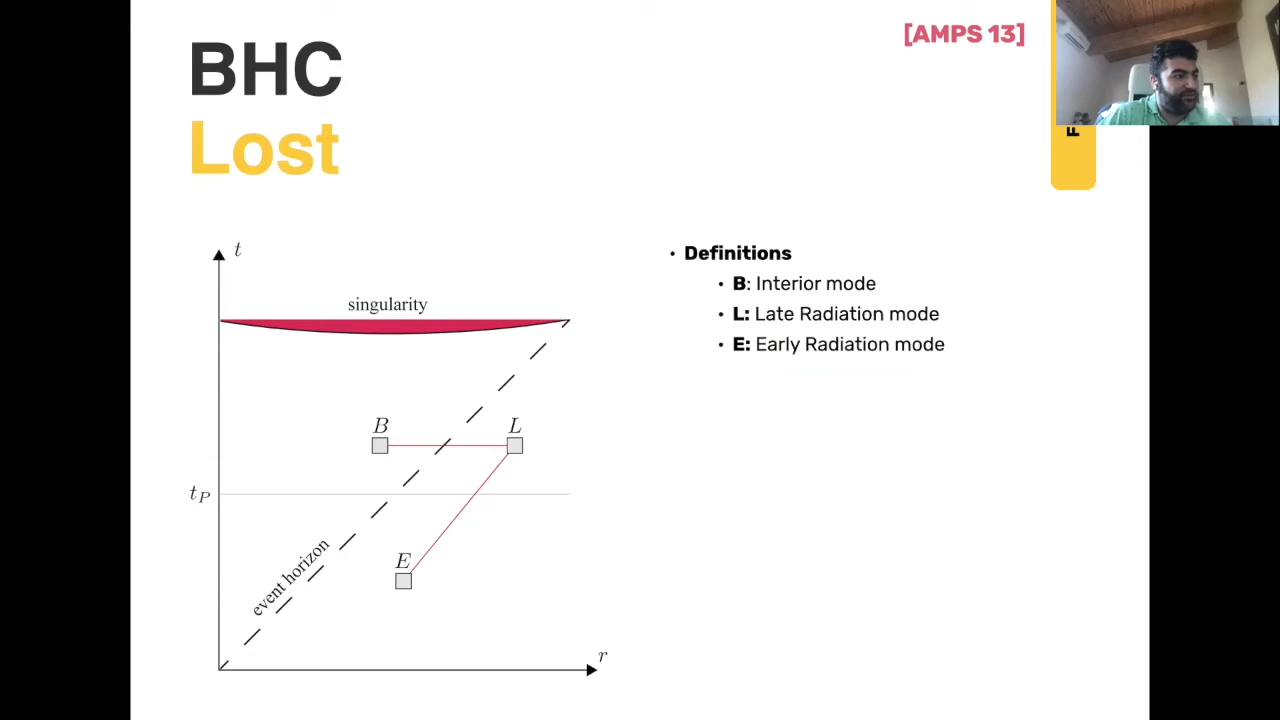 BHC
Lost
[AMPS 13]
F
t
singularity
B
L
t_P
E
event horizon
r
• Definitions
• B: Interior mode
• L: Late Radiation mode
• E: Early Radiation mode